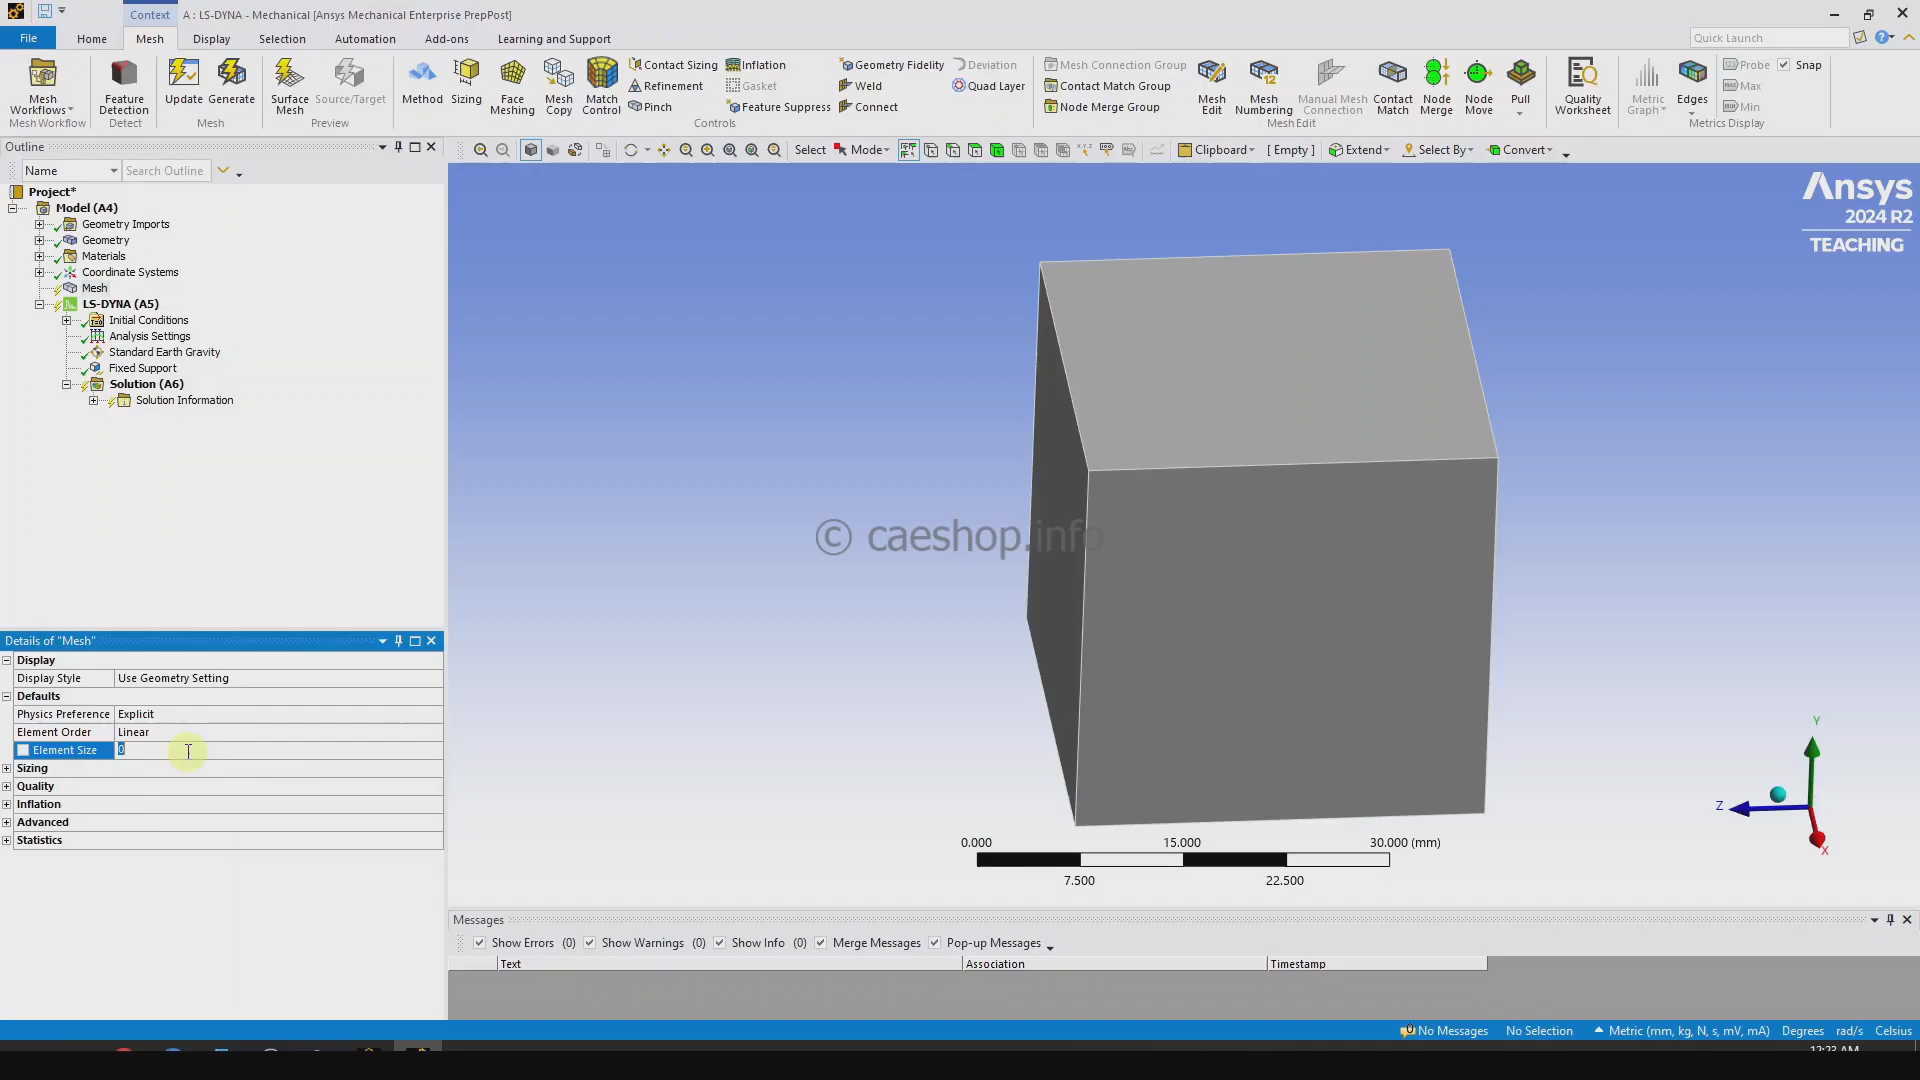 Context
A : LS-DYNA - Mechanical [Ansys Mechanical Enterprise PrepPost]
File Home Mesh Display Selection Automation Add-ons Learning and Support
Quick Launch
Mesh Workflows
Feature Detection
Update Generate
Surface Mesh
Source/Target
Method Sizing
Face Meshing
Mesh Copy
Match Control
Contact Sizing
Refinement
Pinch
Inflation
Gasket
Feature Suppress
Geometry Fidelity
Weld
Connect
Deviation
Quad Layer
Mesh Connection Group
Contact Match Group
Node Merge Group
Mesh Edit
Mesh Numbering
Manual Mesh Connection
Contact Match
Node Merge
Node Move
Pull
Quality Worksheet
Metric Graph
Edges
Probe
Max
Min
Snap
Mesh Workflow Detect Mesh Preview Controls Mesh Edit Metrics Display
Outline
Select Mode Clipboard [ Empty ] Extend Select By Convert
Name Search Outline
Project*
Model (A4)
Geometry Imports
Geometry
Materials
Coordinate Systems
Mesh
LS-DYNA (A5)
Initial Conditions
Analysis Settings
Standard Earth Gravity
Fixed Support
Solution (A6)
Solution Information
Ansys
2024 R2
TEACHING
© caeshop.info
Details of "Mesh"
Display
Display Style Use Geometry Setting
Defaults
Physics Preference Explicit
Element Order Linear
Element Size 0
Sizing
Quality
Inflation
Advanced
Statistics
Y
Z
X
0.000 15.000 30.000 (mm)
7.500 22.500
Messages
Show Errors (0) Show Warnings (0) Show Info (0) Merge Messages Pop-up Messages
Text Association Timestamp
No Messages No Selection Metric (mm, kg, N, s, mV, mA) Degrees rad/s Celsius
12:23 AM